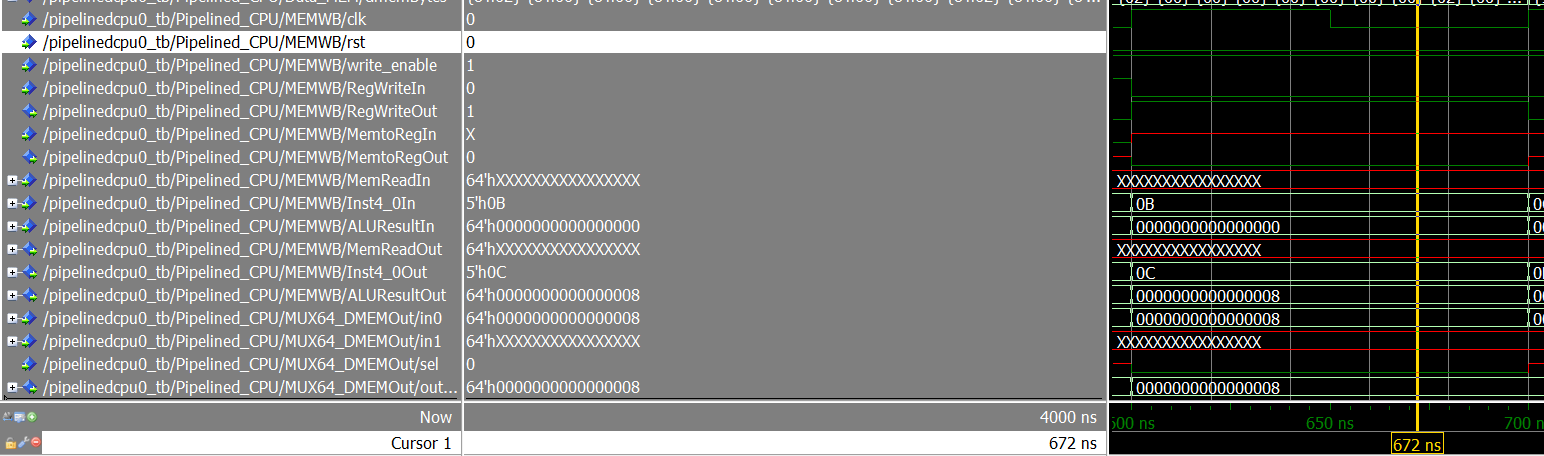 /pipelinedcpu0_tb/Pipelined_CPU/MEMWB/clk 0
/pipelinedcpu0_tb/Pipelined_CPU/MEMWB/rst 0
/pipelinedcpu0_tb/Pipelined_CPU/MEMWB/write_enable 1
/pipelinedcpu0_tb/Pipelined_CPU/MEMWB/RegWriteIn 0
/pipelinedcpu0_tb/Pipelined_CPU/MEMWB/RegWriteOut 1
/pipelinedcpu0_tb/Pipelined_CPU/MEMWB/MemtoRegIn X
/pipelinedcpu0_tb/Pipelined_CPU/MEMWB/MemtoRegOut 0
/pipelinedcpu0_tb/Pipelined_CPU/MEMWB/MemReadIn 64'hXXXXXXXXXXXXXXXX XXXXXXXXXXXXXXXX
/pipelinedcpu0_tb/Pipelined_CPU/MEMWB/Inst4_0In 5'h0B 0B
/pipelinedcpu0_tb/Pipelined_CPU/MEMWB/ALUResultIn 64'h0000000000000000 0000000000000000
/pipelinedcpu0_tb/Pipelined_CPU/MEMWB/MemReadOut 64'hXXXXXXXXXXXXXXXX XXXXXXXXXXXXXXXX
/pipelinedcpu0_tb/Pipelined_CPU/MEMWB/Inst4_0Out 5'h0C 0C
/pipelinedcpu0_tb/Pipelined_CPU/MEMWB/ALUResultOut 64'h0000000000000008 0000000000000008
/pipelinedcpu0_tb/Pipelined_CPU/MUX64_DMEMOut/in0 64'h0000000000000008 0000000000000008
/pipelinedcpu0_tb/Pipelined_CPU/MUX64_DMEMOut/in1 64'hXXXXXXXXXXXXXXXX XXXXXXXXXXXXXXXX
/pipelinedcpu0_tb/Pipelined_CPU/MUX64_DMEMOut/sel 0
/pipelinedcpu0_tb/Pipelined_CPU/MUX64_DMEMOut/out... 64'h0000000000000008 0000000000000008
Now 4000 ns 600 ns 650 ns 700 n
Cursor 1 672 ns 672 ns